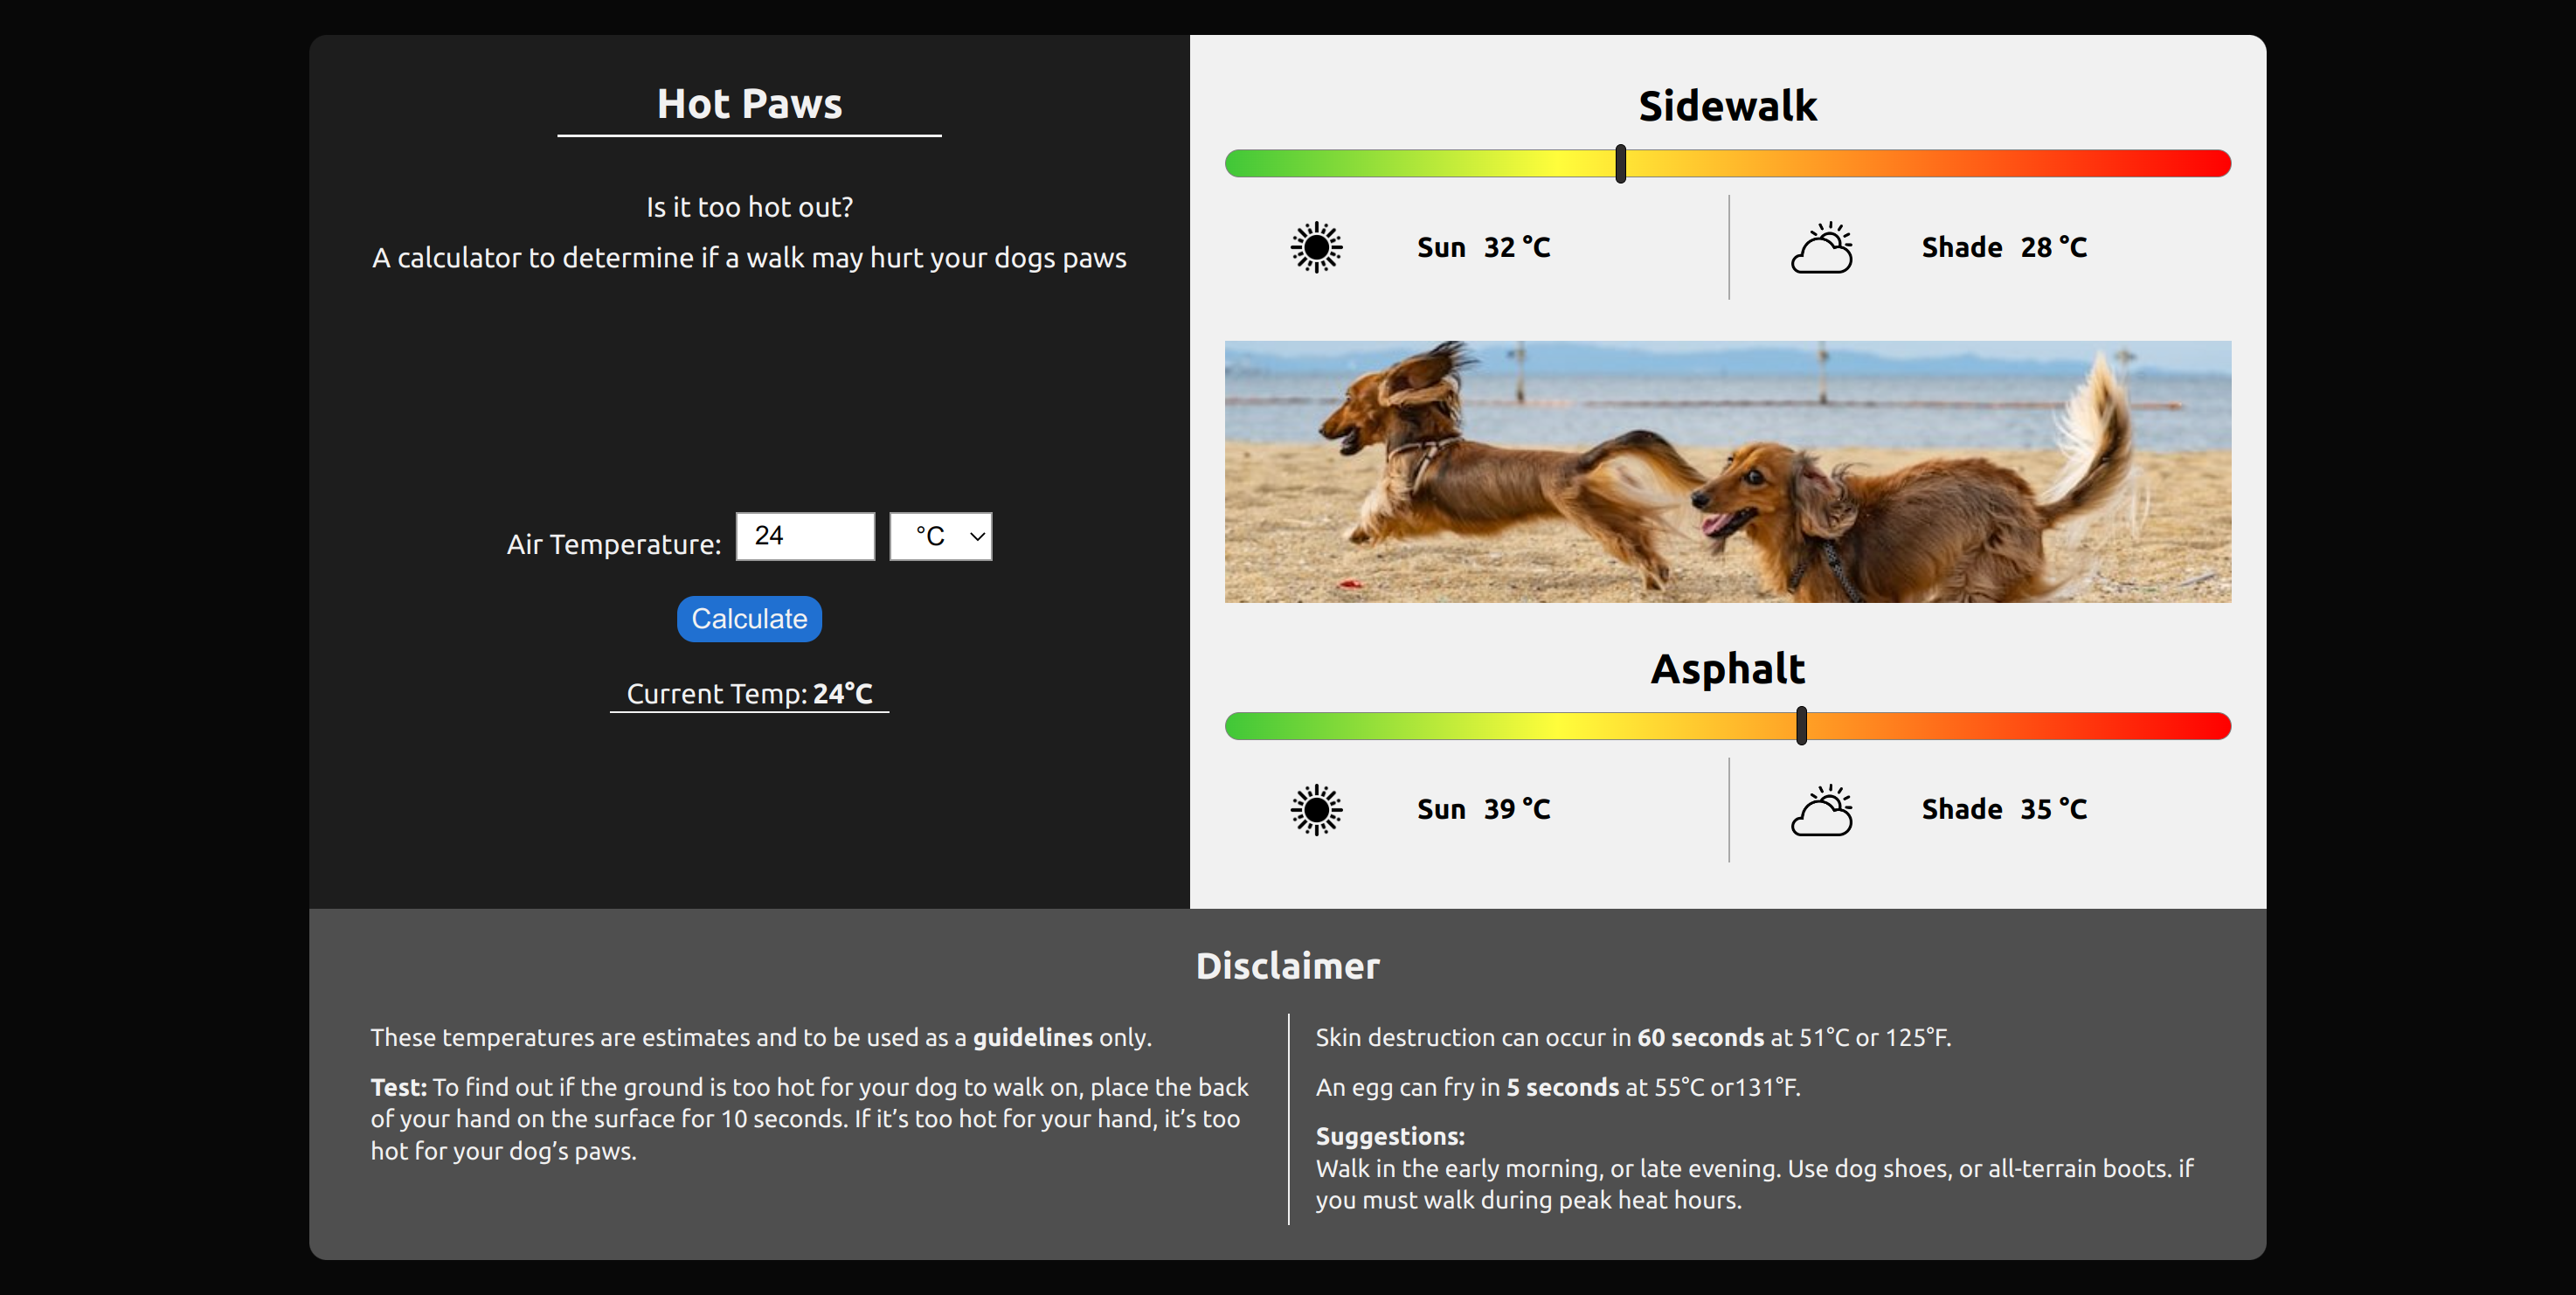 Hot Paws
Is it too hot out?
A calculator to determine if a walk may hurt your dogs paws
Air Temperature: 24 °C
Calculate
Current Temp: 24°C
Sidewalk
Sun 32 °C
Shade 28 °C
Asphalt
Sun 39 °C
Shade 35 °C
Disclaimer
These temperatures are estimates and to be used as a guidelines only.
Test: To find out if the ground is too hot for your dog to walk on, place the back
of your hand on the surface for 10 seconds. If it’s too hot for your hand, it’s too
hot for your dog’s paws.
Skin destruction can occur in 60 seconds at 51°C or 125°F.
An egg can fry in 5 seconds at 55°C or131°F.
Suggestions:
Walk in the early morning, or late evening. Use dog shoes, or all-terrain boots. if
you must walk during peak heat hours.